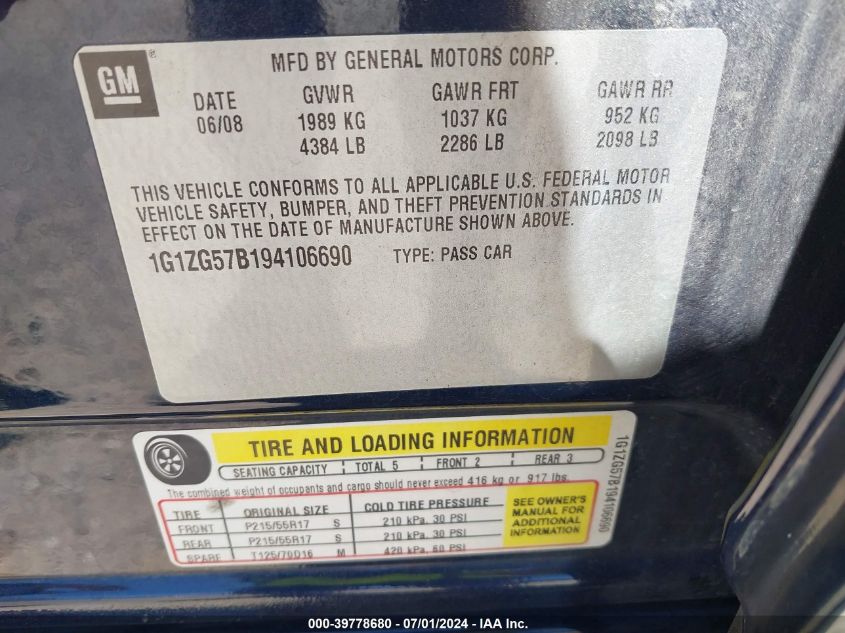 GM ®
MFD BY GENERAL MOTORS CORP.
DATE GVWR GAWR FRT GAWR RR
06/08 1989 KG 1037 KG 952 KG
4384 LB 2286 LB 2098 LB
THIS VEHICLE CONFORMS TO ALL APPLICABLE U.S. FEDERAL MOTOR
VEHICLE SAFETY, BUMPER, AND THEFT PREVENTION STANDARDS IN
EFFECT ON THE DATE OF MANUFACTURE SHOWN ABOVE.
1G1ZG57B194106690 TYPE: PASS CAR
TIRE AND LOADING INFORMATION
SEATING CAPACITY TOTAL 5 FRONT 2 REAR 3
The combined weight of occupants and cargo should never exceed 416 kg or 917 lbs.
TIRE ORIGINAL SIZE COLD TIRE PRESSURE
FRONT P215/55R17 S 210 kPa, 30 PSI
REAR P215/55R17 S 210 kPa, 30 PSI
SPARE T125/70D16 M 420 kPa, 60 PSI
SEE OWNER'S
MANUAL FOR
ADDITIONAL
INFORMATION
1G1ZG57B194106690
000-39778680 - 07/01/2024 - IAA Inc.